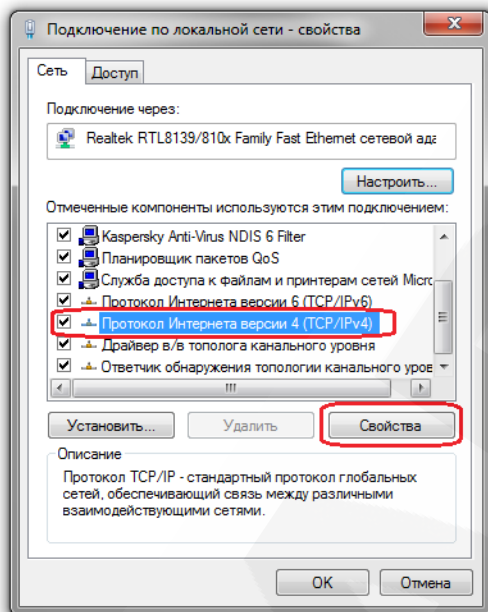 Подключение по локальной сети - свойства
Сеть
Доступ
Подключение через:
Realtek RTL8139/810x Family Fast Ethernet сетевой ада
Настроить...
Отмеченные компоненты используются этим подключением:
Kaspersky Anti-Virus NDIS 6 Filter
Планировщик пакетов QoS
Служба доступа к файлам и принтерам сетей Micro
Протокол Интернета версии 6 (TCP/IPv6)
Протокол Интернета версии 4 (TCP/IPv4)
Драйвер в/в тополога канального уровня
Ответчик обнаружения топологии канального уров
Установить...
Удалить
Свойства
Описание
Протокол TCP/IP - стандартный протокол глобальных
сетей, обеспечивающий связь между различными
взаимодействующими сетями.
OK
Отмена